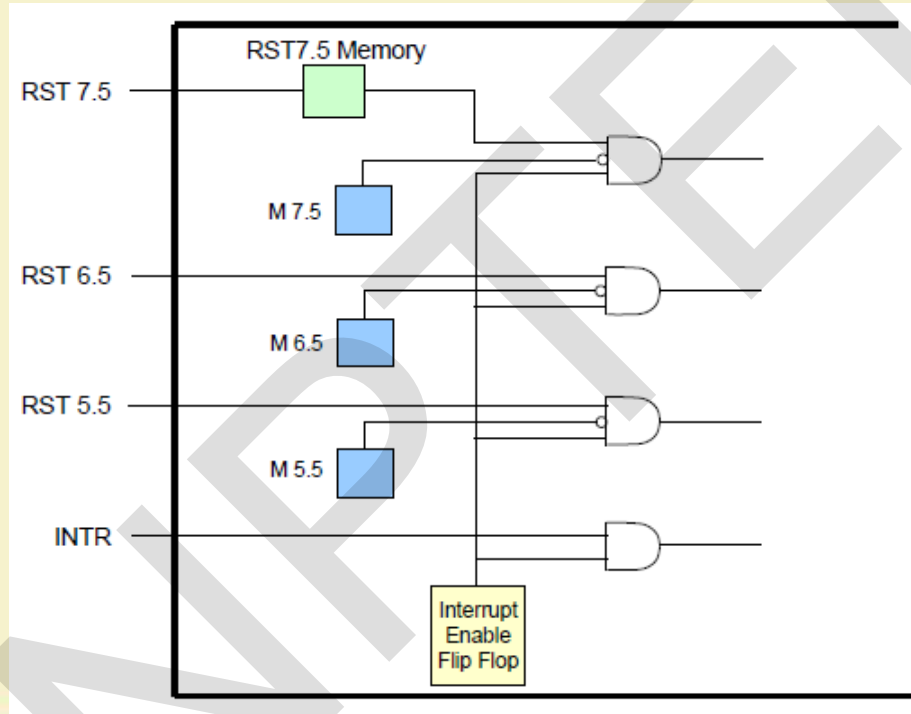 RST7.5 Memory
RST 7.5
M 7.5
RST 6.5
M 6.5
RST 5.5
M 5.5
INTR
Interrupt
Enable
Flip Flop
NPTEL